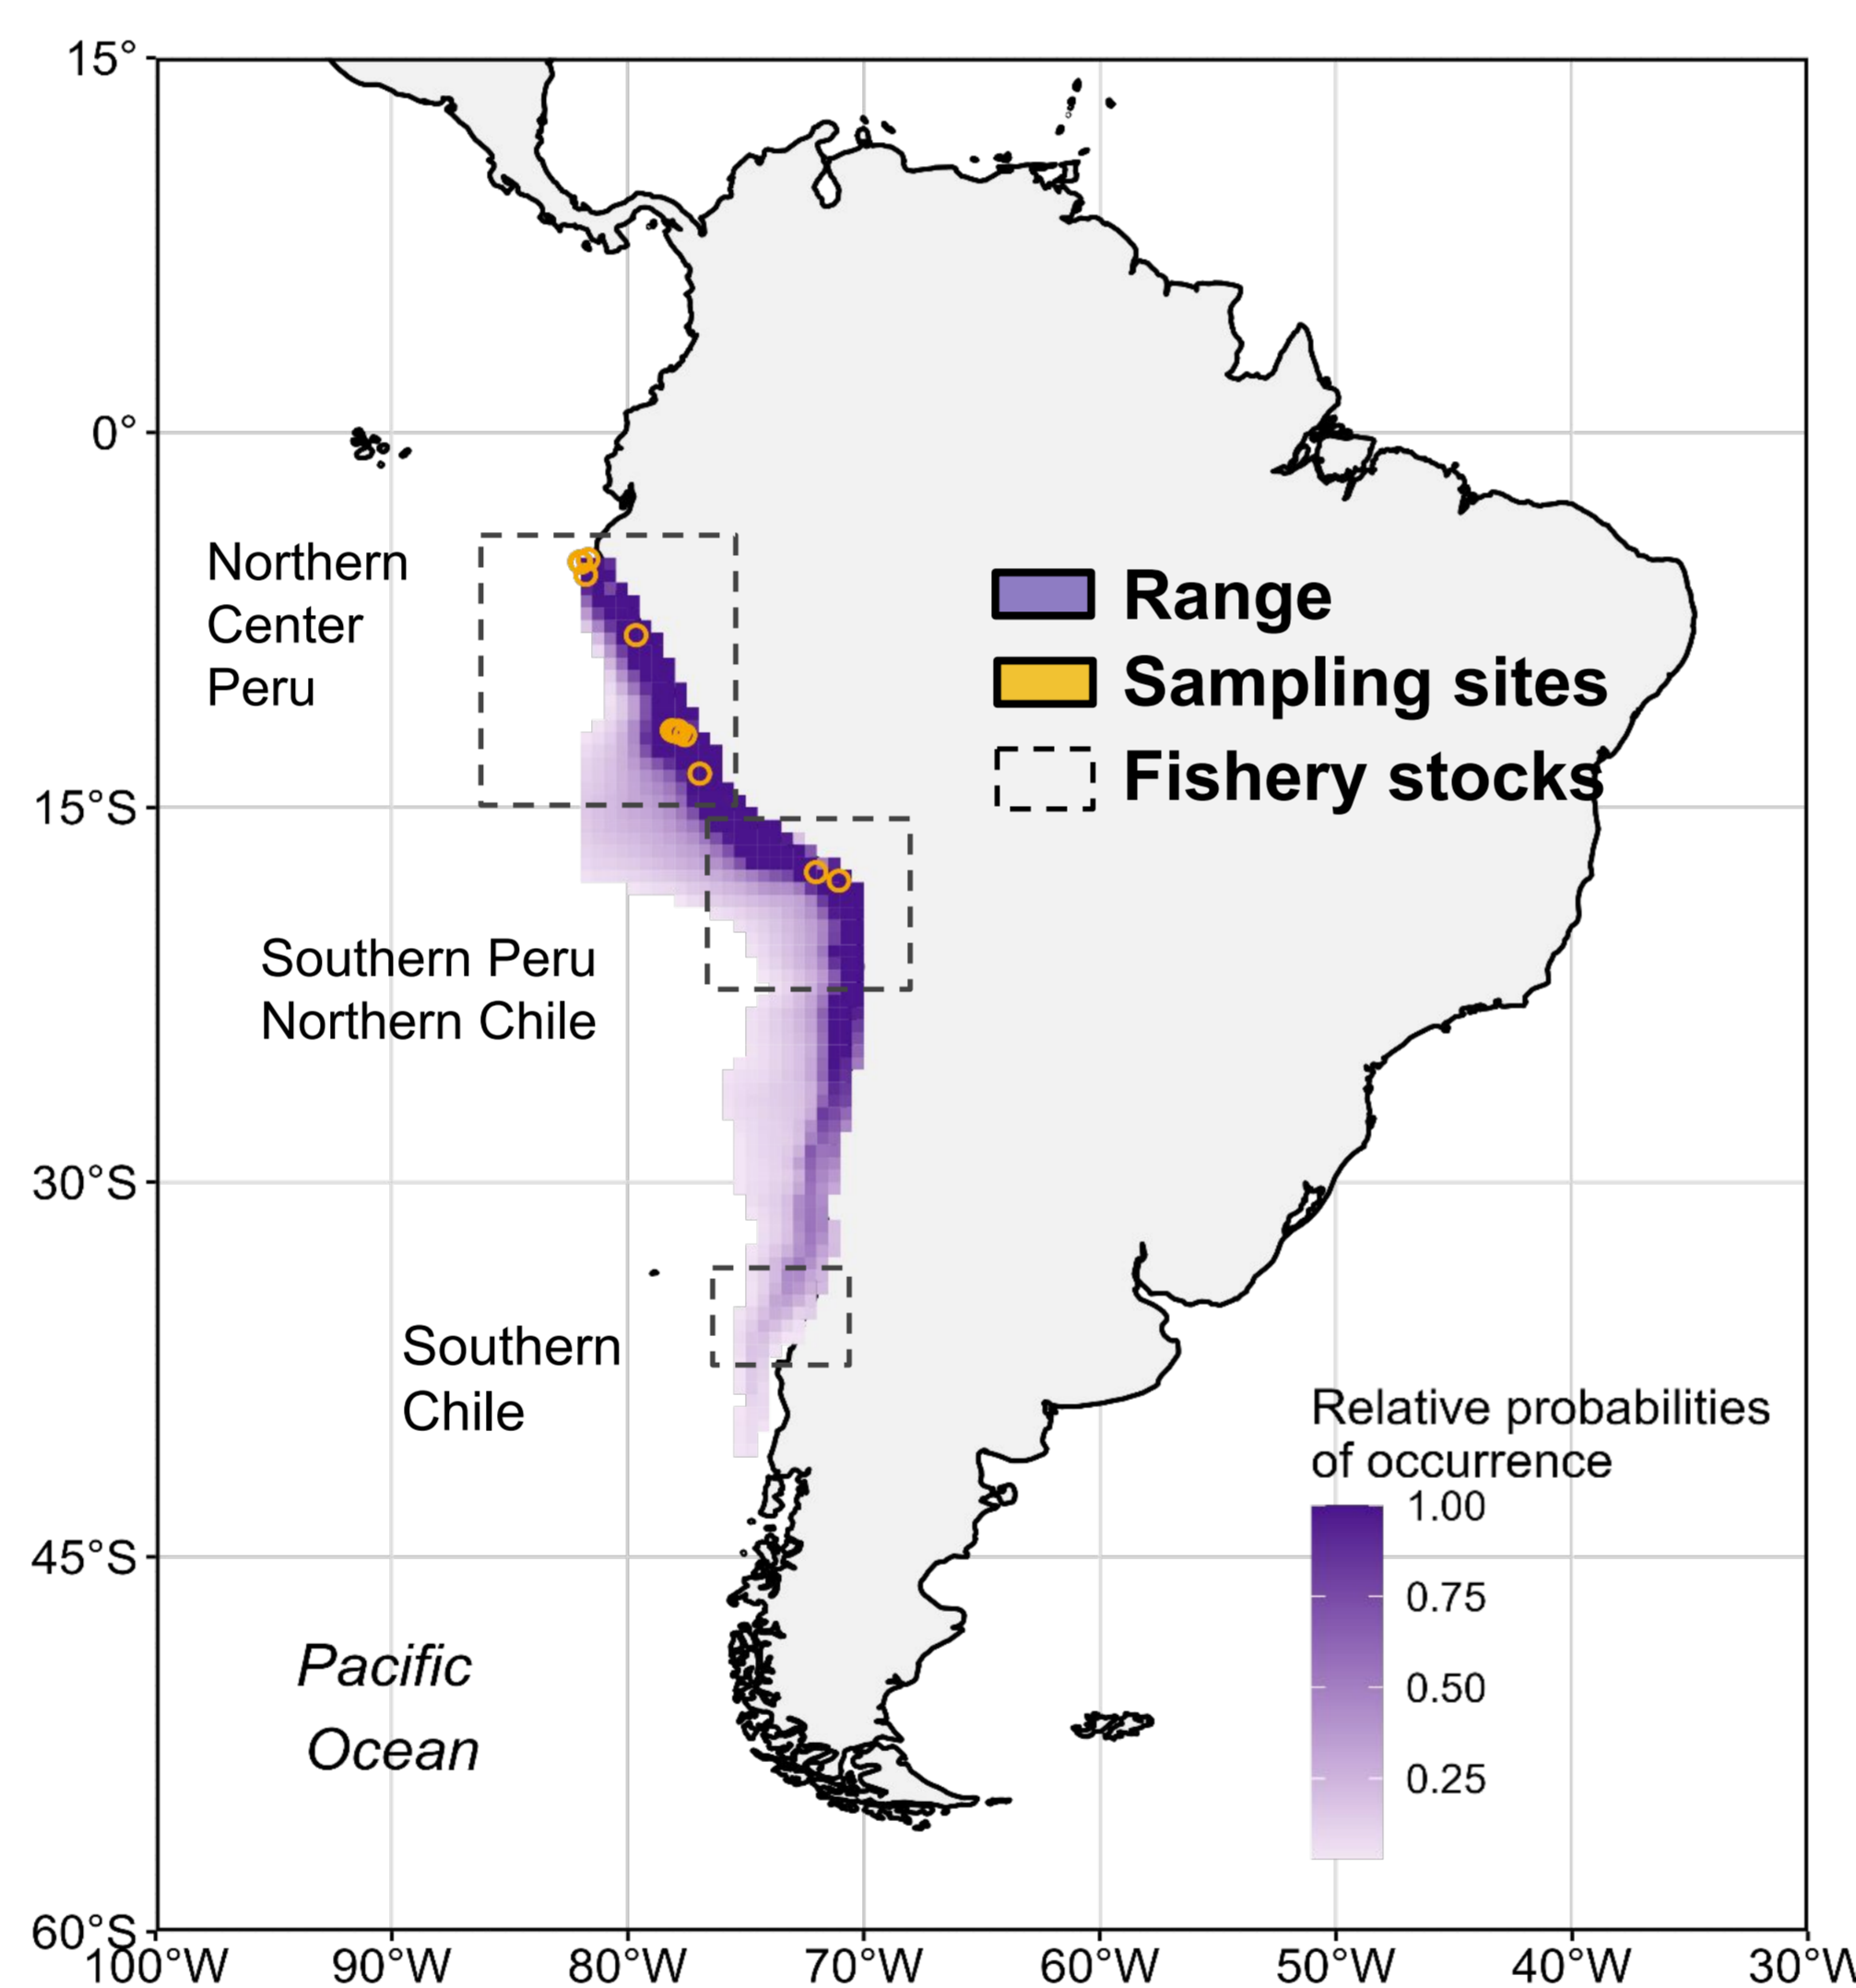 15°
0°
15°S
30°S
45°S
60°S
Northern
Center
Peru
Southern Peru
Northern Chile
Southern
Chile
Pacific
Ocean
Range
Sampling sites
Fishery stocks
Relative probabilities
of occurrence
1.00
0.75
0.50
0.25
100°W 90°W 80°W 70°W 60°W 50°W 40°W 30°W